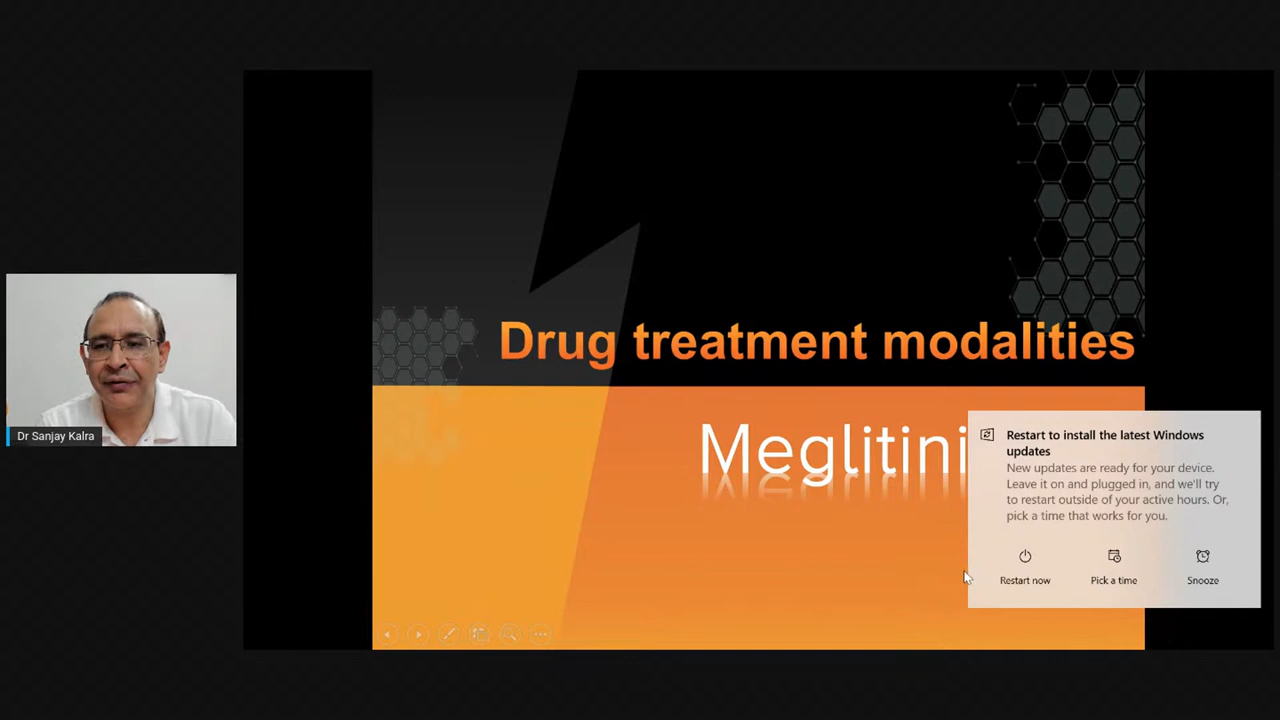 Drug treatment modalities
Meglitini
Dr Sanjay Kalra
Restart to install the latest Windows
updates
New updates are ready for your device.
Leave it on and plugged in, and we'll try
to restart outside of your active hours. Or,
pick a time that works for you.
Restart now
Pick a time
Snooze